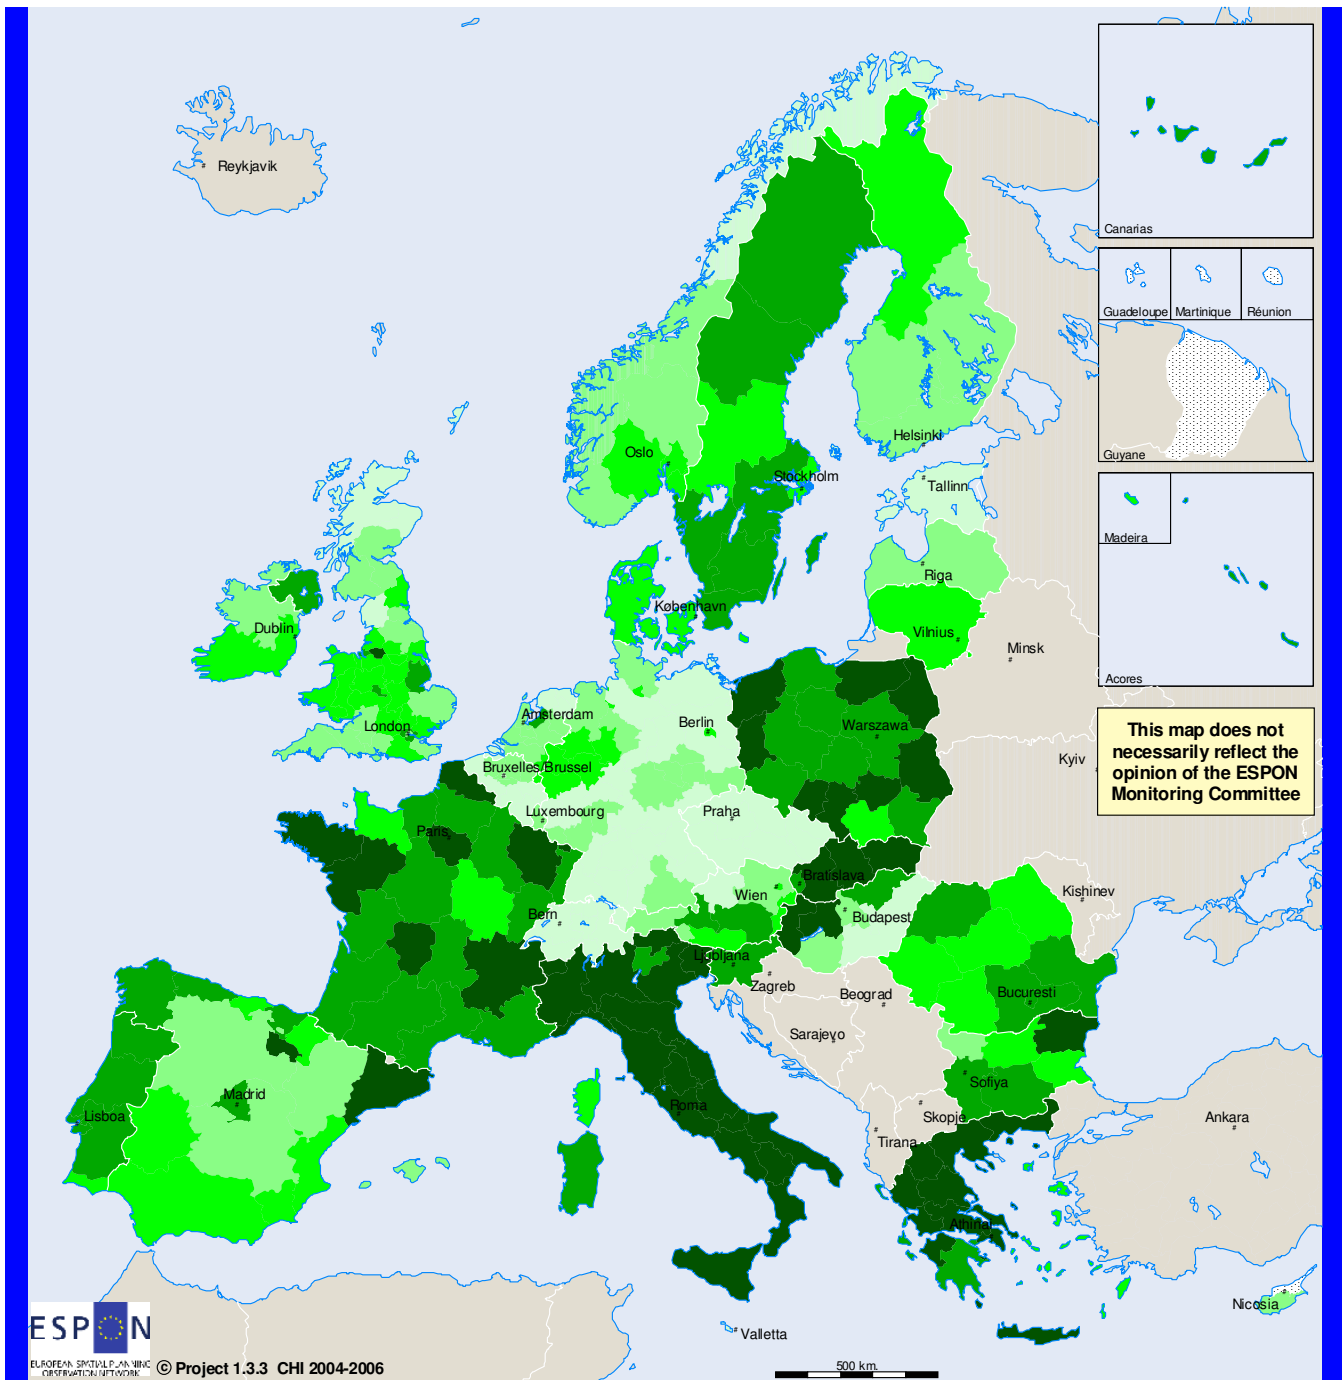 Reykjavik
Canarias
Guadeloupe
Martinique
Réunion
Guyane
Madeira
Acores
Oslo
Helsinki
Stockholm
Tallinn
Riga
København
Dublin
Vilnius
Minsk
London
Amsterdam
Berlin
Warszawa
This map does not
necessarily reflect the
opinion of the ESPON
Monitoring Committee
Kyiv
Bruxelles/Brussel
Luxembourg
Praha
Paris
Bratislava
Wien
Kishinev
Bern
Budapest
Ljubljana
Zagreb
Beograd
Bucuresti
Sarajevo
Sofiya
Madrid
Lisboa
Roma
Skopje
Tirana
Ankara
Athinai
Nicosia
Valletta
ESPON
EUROPEAN SPATIAL PLANNING
OBSERVATION NETWORK
© Project 1.3.3 CHI 2004-2006
500 km.